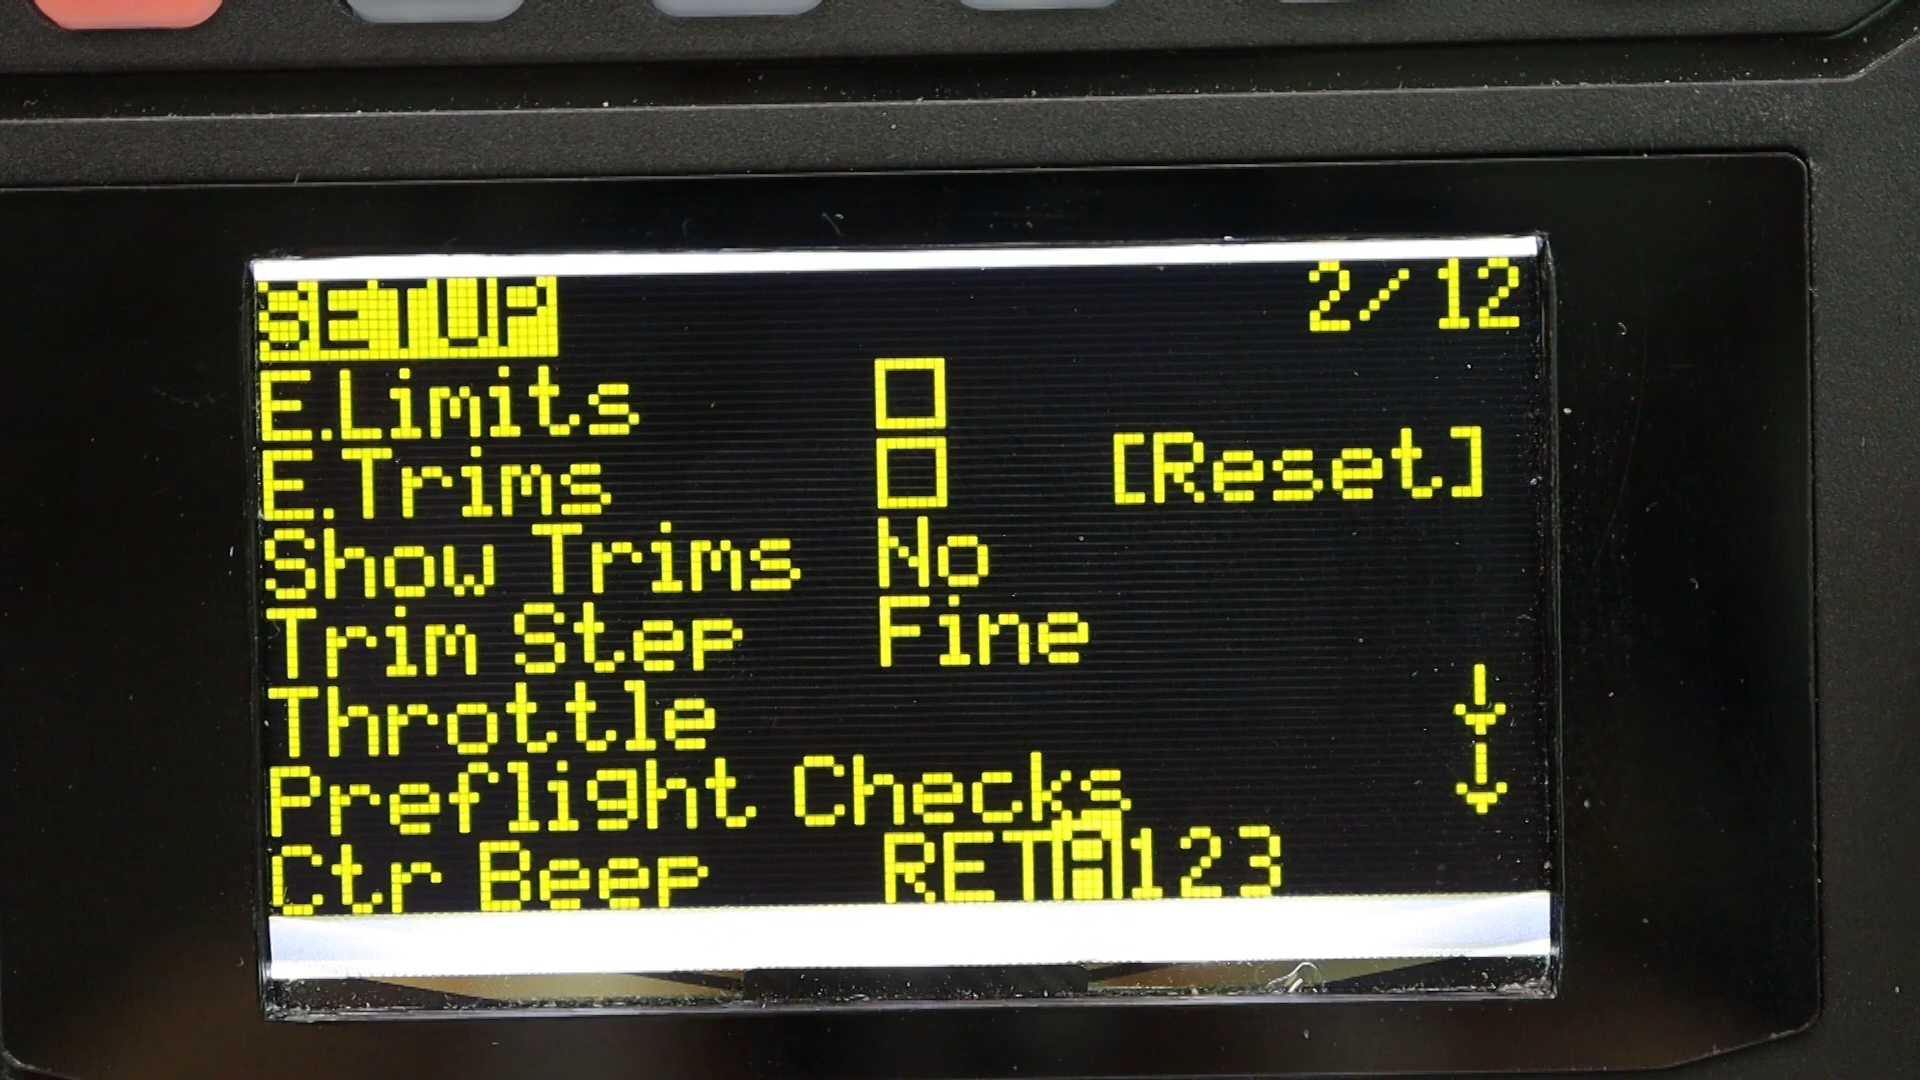 SETUP 2/12
E.Limits
E.Trims [Reset]
Show Trims No
Trim Step Fine
Throttle
Preflight Checks
Ctr Beep RETA123